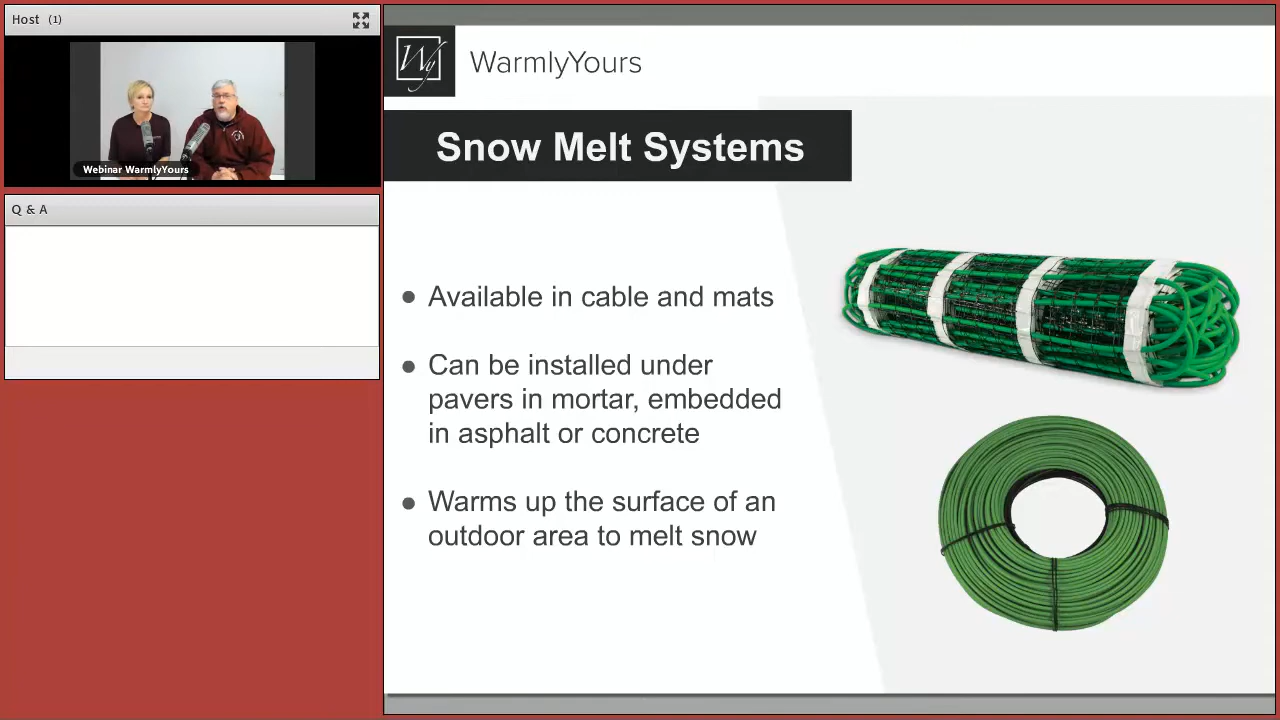 Host (1)
Webinar WarmlyYours
Q & A
Wy
WarmlyYours
Snow Melt Systems
● Available in cable and mats
● Can be installed under
pavers in mortar, embedded
in asphalt or concrete
● Warms up the surface of an
outdoor area to melt snow